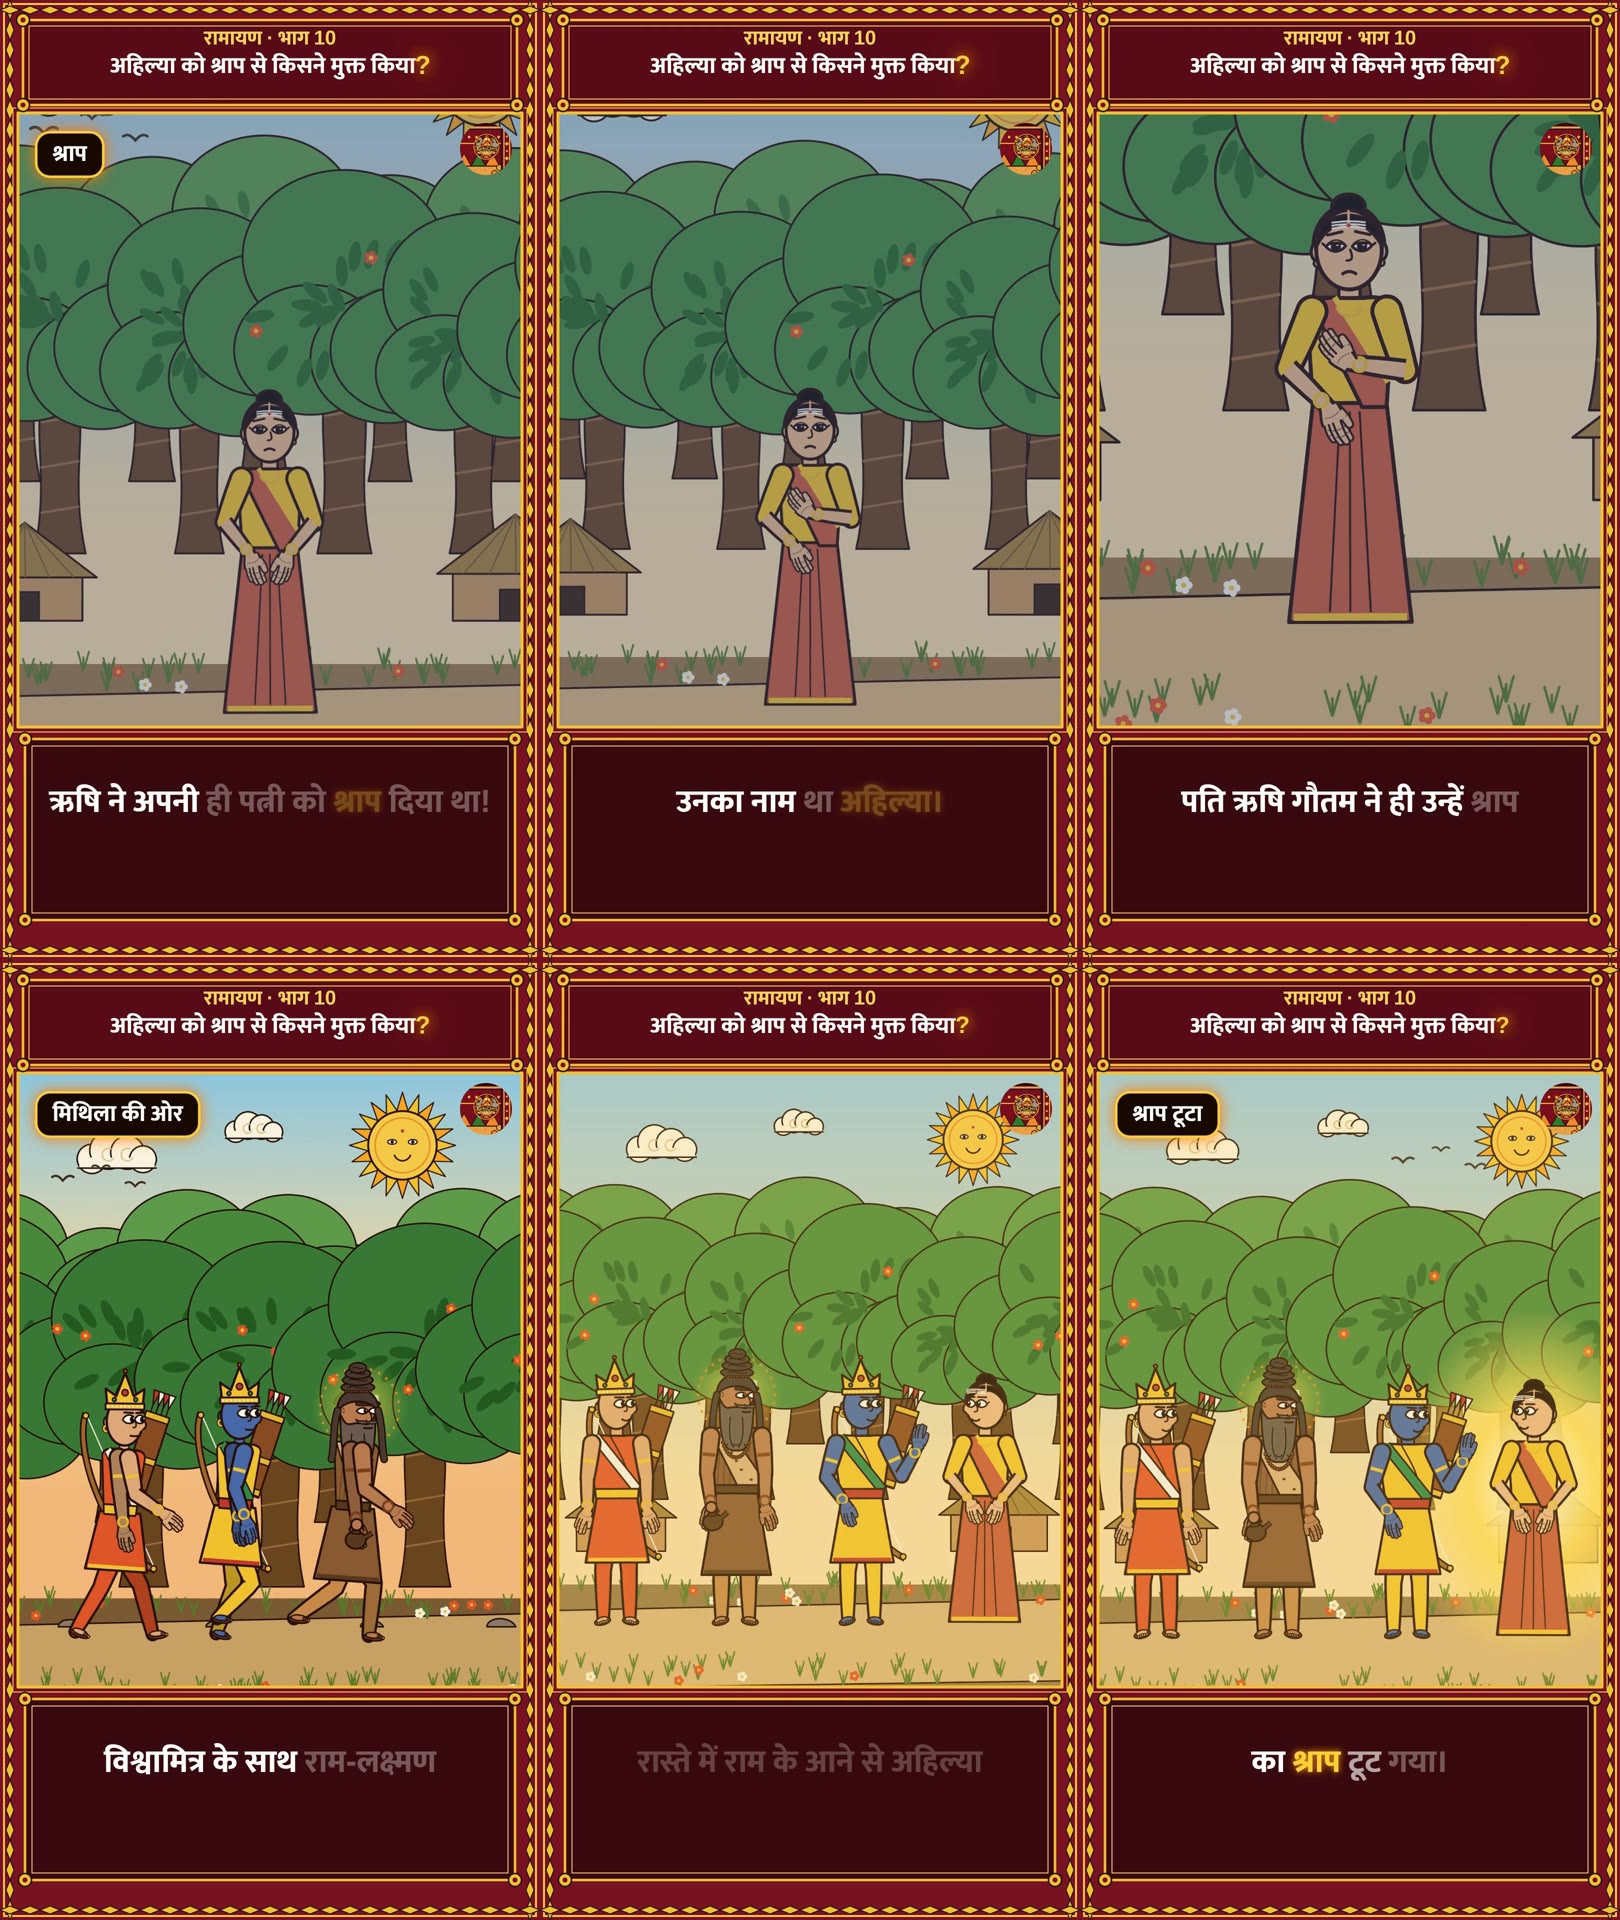 रामायण · भाग 10
अहिल्या को श्राप से किसने मुक्त किया?
श्राप
ऋषि ने अपनी ही पत्नी को श्राप दिया था!
रामायण · भाग 10
अहिल्या को श्राप से किसने मुक्त किया?
उनका नाम था अहिल्या।
रामायण · भाग 10
अहिल्या को श्राप से किसने मुक्त किया?
पति ऋषि गौतम ने ही उन्हें श्राप
रामायण · भाग 10
अहिल्या को श्राप से किसने मुक्त किया?
मिथिला की ओर
विश्वामित्र के साथ राम-लक्ष्मण
रामायण · भाग 10
अहिल्या को श्राप से किसने मुक्त किया?
रास्ते में राम के आने से अहिल्या
रामायण · भाग 10
अहिल्या को श्राप से किसने मुक्त किया?
श्राप टूटा
का श्राप टूट गया।